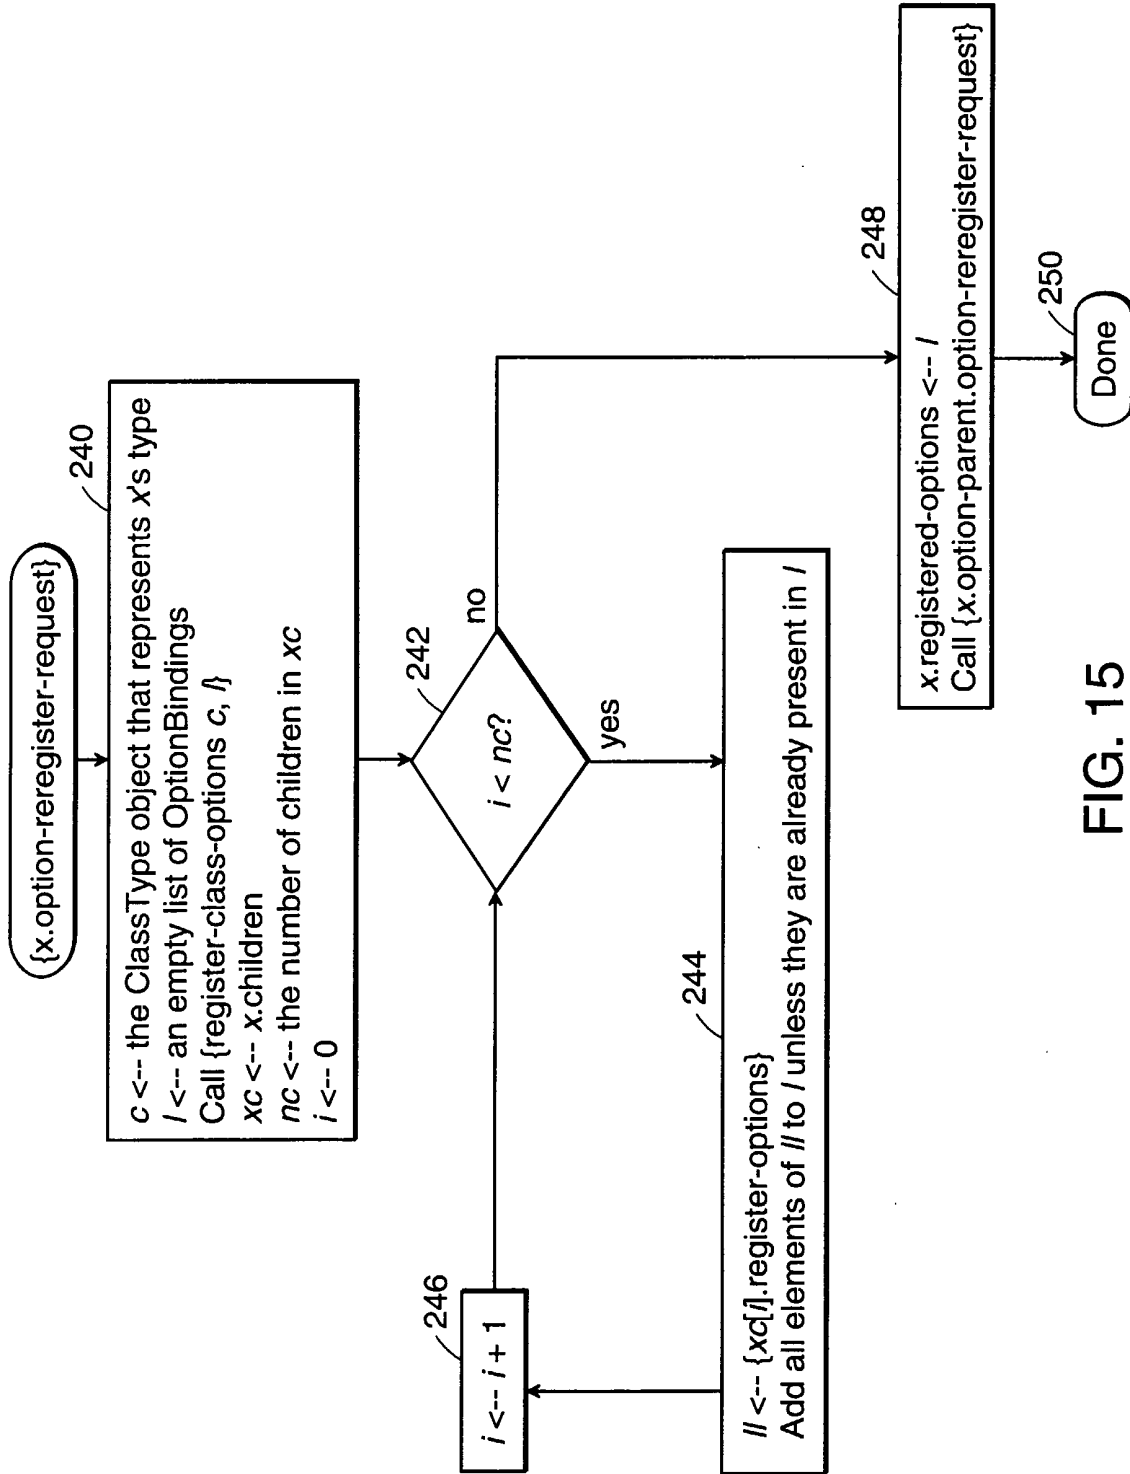 {x.option-reregister-request}
240
c <-- the ClassType object that represents x's type
l <-- an empty list of OptionBindings
Call {register-class-options c, l}
xc <-- x.children
nc <-- the number of children in xc
i <-- 0
242
i < nc?
no
yes
244
ll <-- {xc[i].register-options}
Add all elements of ll to l unless they are already present in l
246
i <-- i + 1
248
x.registered-options <-- l
Call {x.option-parent.option-reregister-request}
250
Done
FIG. 15